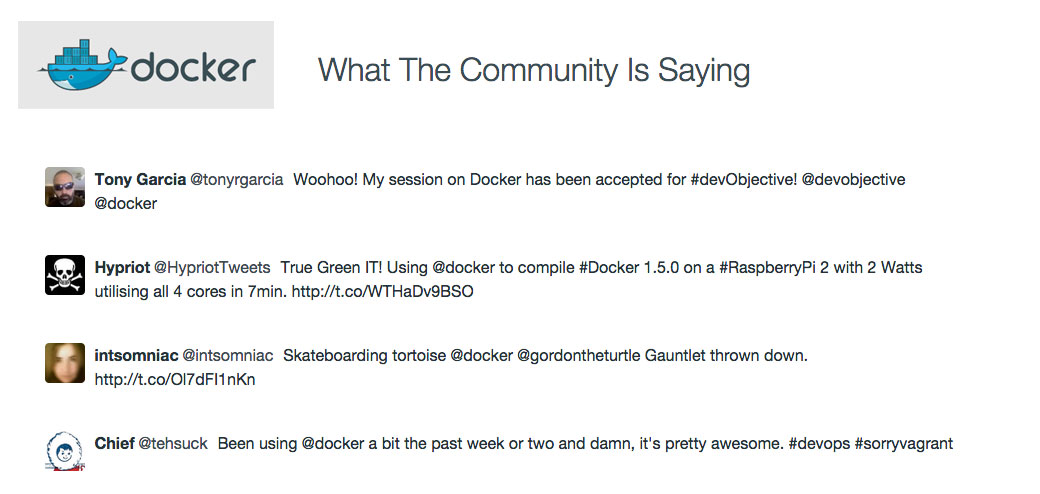 docker
What The Community Is Saying
Tony Garcia @tonyrgarcia Woohoo! My session on Docker has been accepted for #devObjective! @devobjective
@docker
Hypriot @HypriotTweets True Green IT! Using @docker to compile #Docker 1.5.0 on a #RaspberryPi 2 with 2 Watts
utilising all 4 cores in 7min. http://t.co/WTHaDv9BSO
intsomniac @intsomniac Skateboarding tortoise @docker @gordontheturtle Gauntlet thrown down.
http://t.co/Ol7dFI1nKn
Chief @tehsuck Been using @docker a bit the past week or two and damn, it's pretty awesome. #devops #sorryvagrant